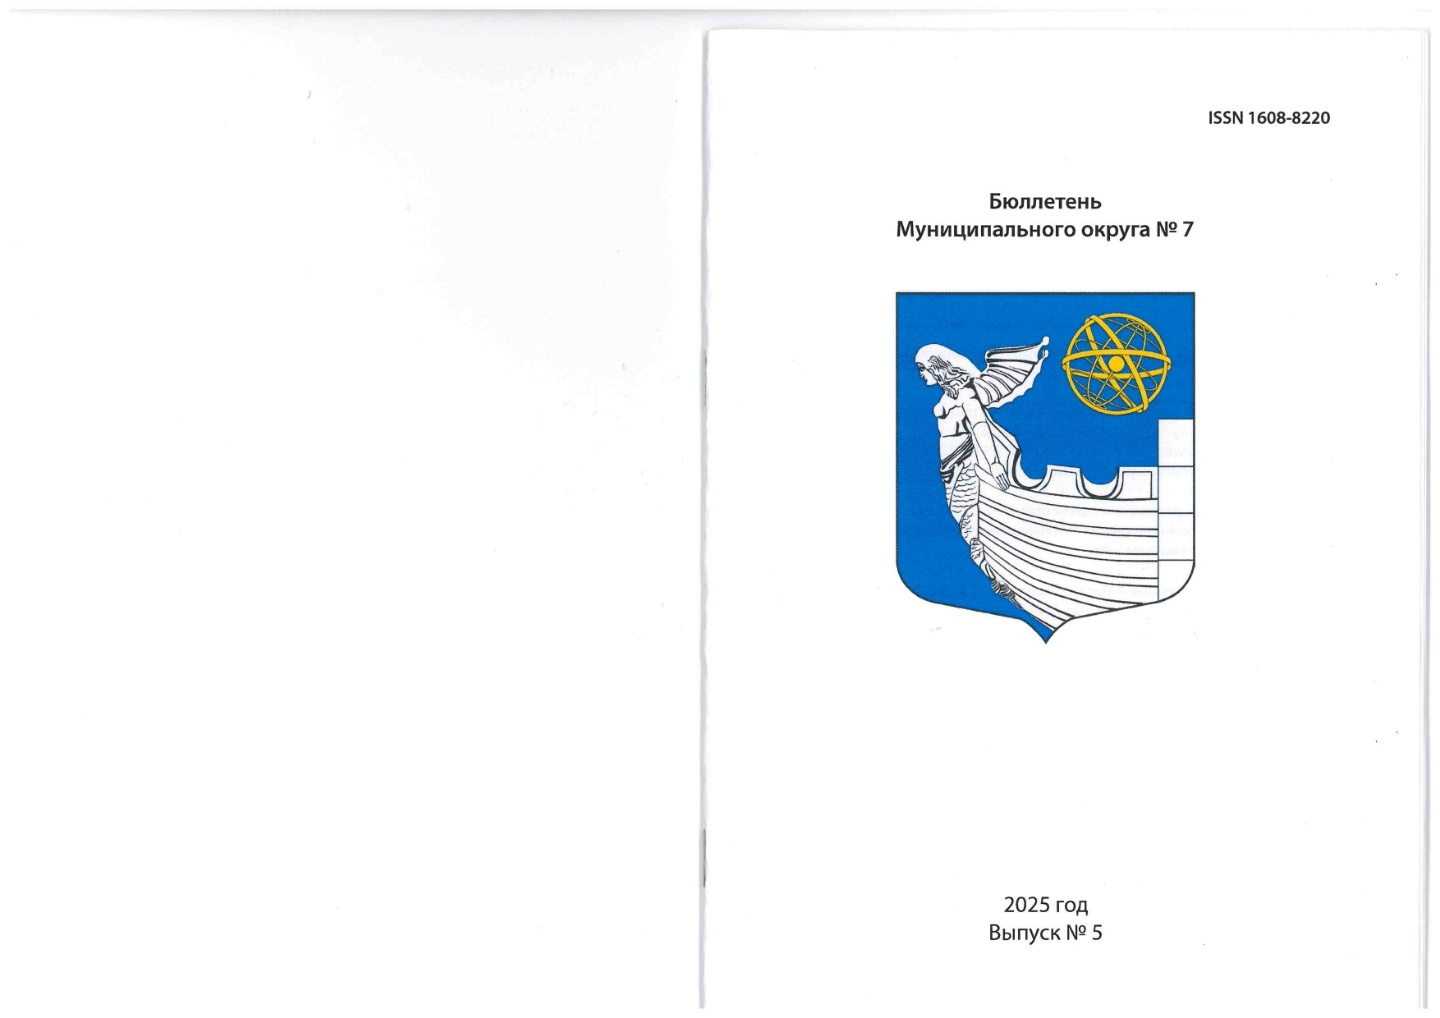 ISSN 1608-8220
Бюллетень
Муниципального округа № 7
2025 год
Выпуск № 5